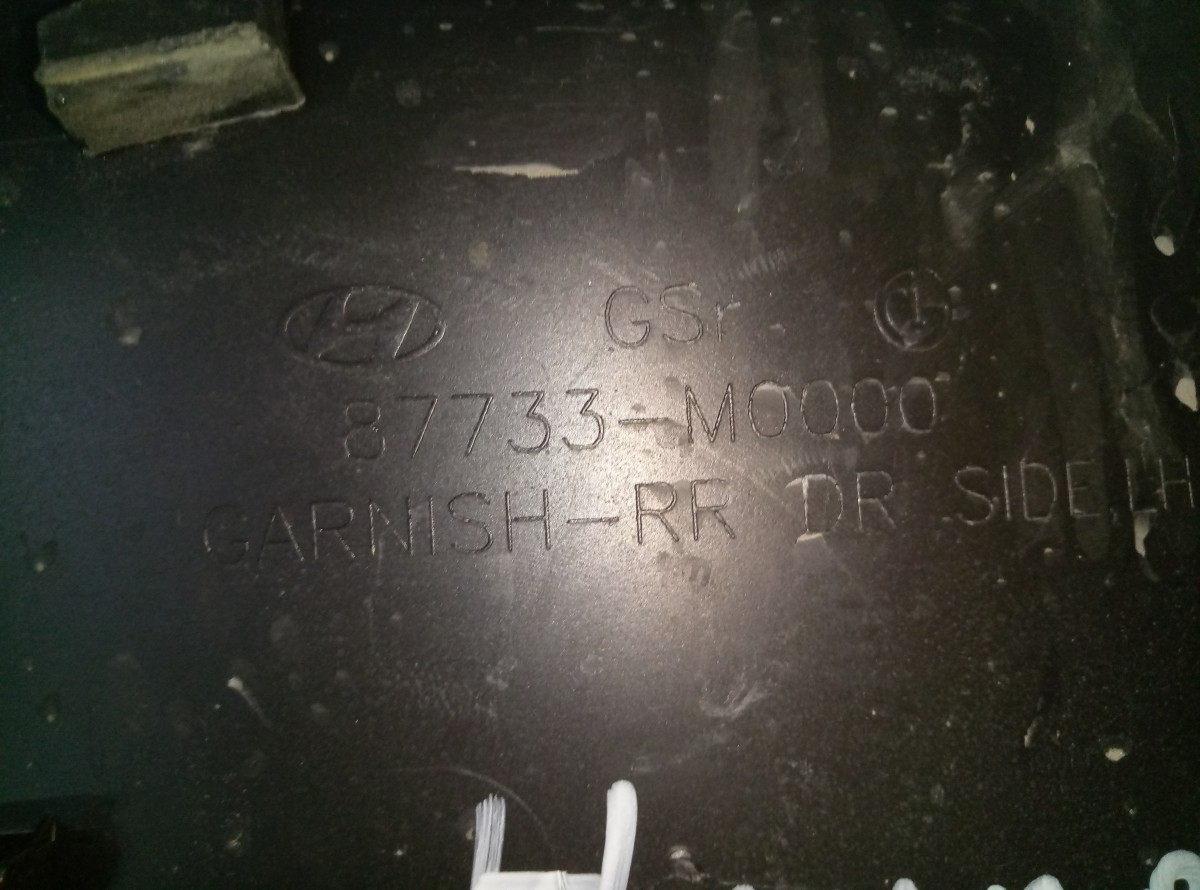 GSr
87733-M0000
GARNISH-RR DR SIDE,LH